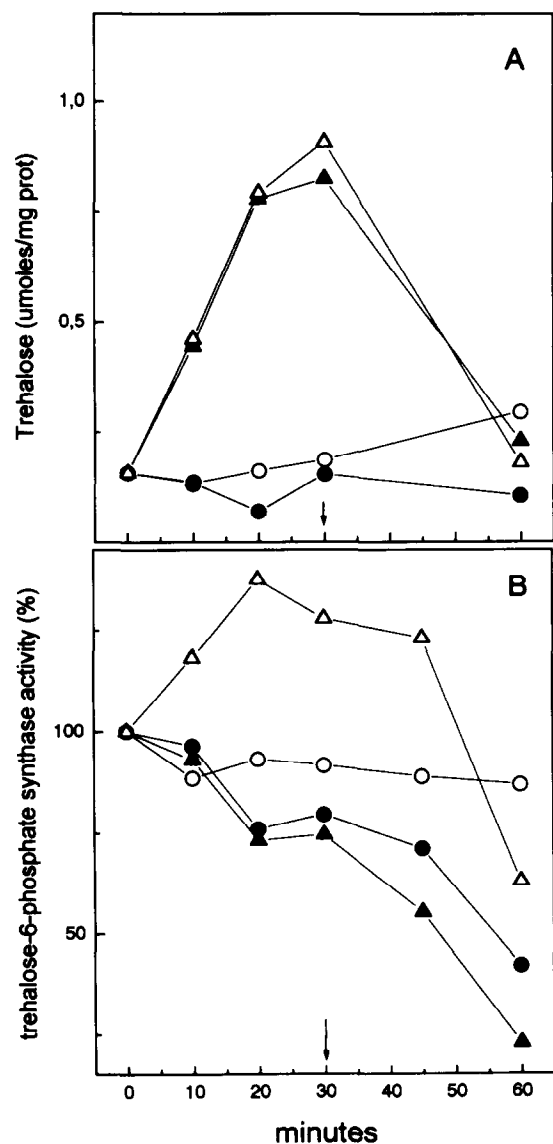 A
1,0
0,5
Trehalose (umoles/mg prot)
B
100
50
trehalose-6-phosphate synthase activity (%)
0 10 20 30 40 50 60
minutes